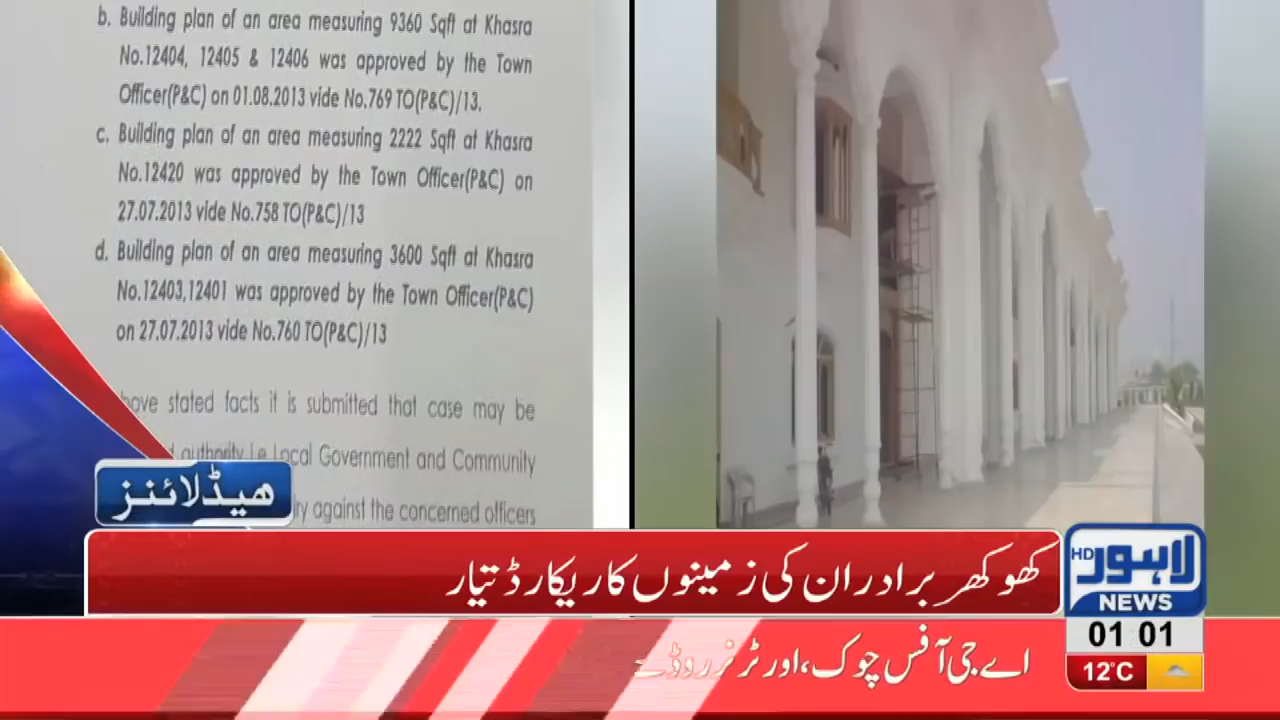 b. Building plan of an area measuring 9360 Sqft at Khasra
No.12404, 12405 & 12406 was approved by the Town
Officer(P&C) on 01.08.2013 vide No.769 TO(P&C)/13.
c. Building plan of an area measuring 2222 Sqft at Khasra
No.12420 was approved by the Town Officer(P&C) on
27.07.2013 vide No.758 TO(P&C)/13
d. Building plan of an area measuring 3600 Sqft at Khasra
No.12403,12401 was approved by the Town Officer(P&C)
on 27.07.2013 vide No.760 TO(P&C)/13
stated facts it is submitted that case may be
authority i.e Local Government and Community
against the concerned officers
ہیڈلائنز
کھوکھر برادران کی زمینوں کا ریکارڈ تیار
HD لاہور
NEWS
01 01
12°C
اے جی آفس چوک، اور ٹرنر روڈ